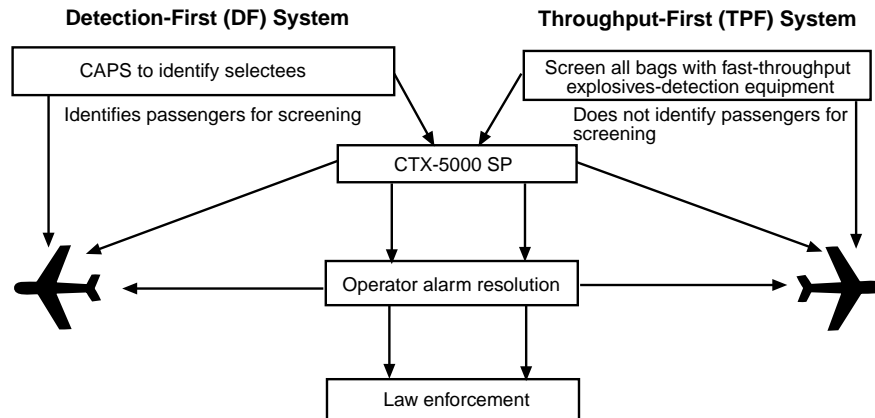 Detection-First (DF) System
Throughput-First (TPF) System
CAPS to identify selectees
Screen all bags with fast-throughput
explosives-detection equipment
Identifies passengers for screening
Does not identify passengers for
screening
CTX-5000 SP
Operator alarm resolution
Law enforcement